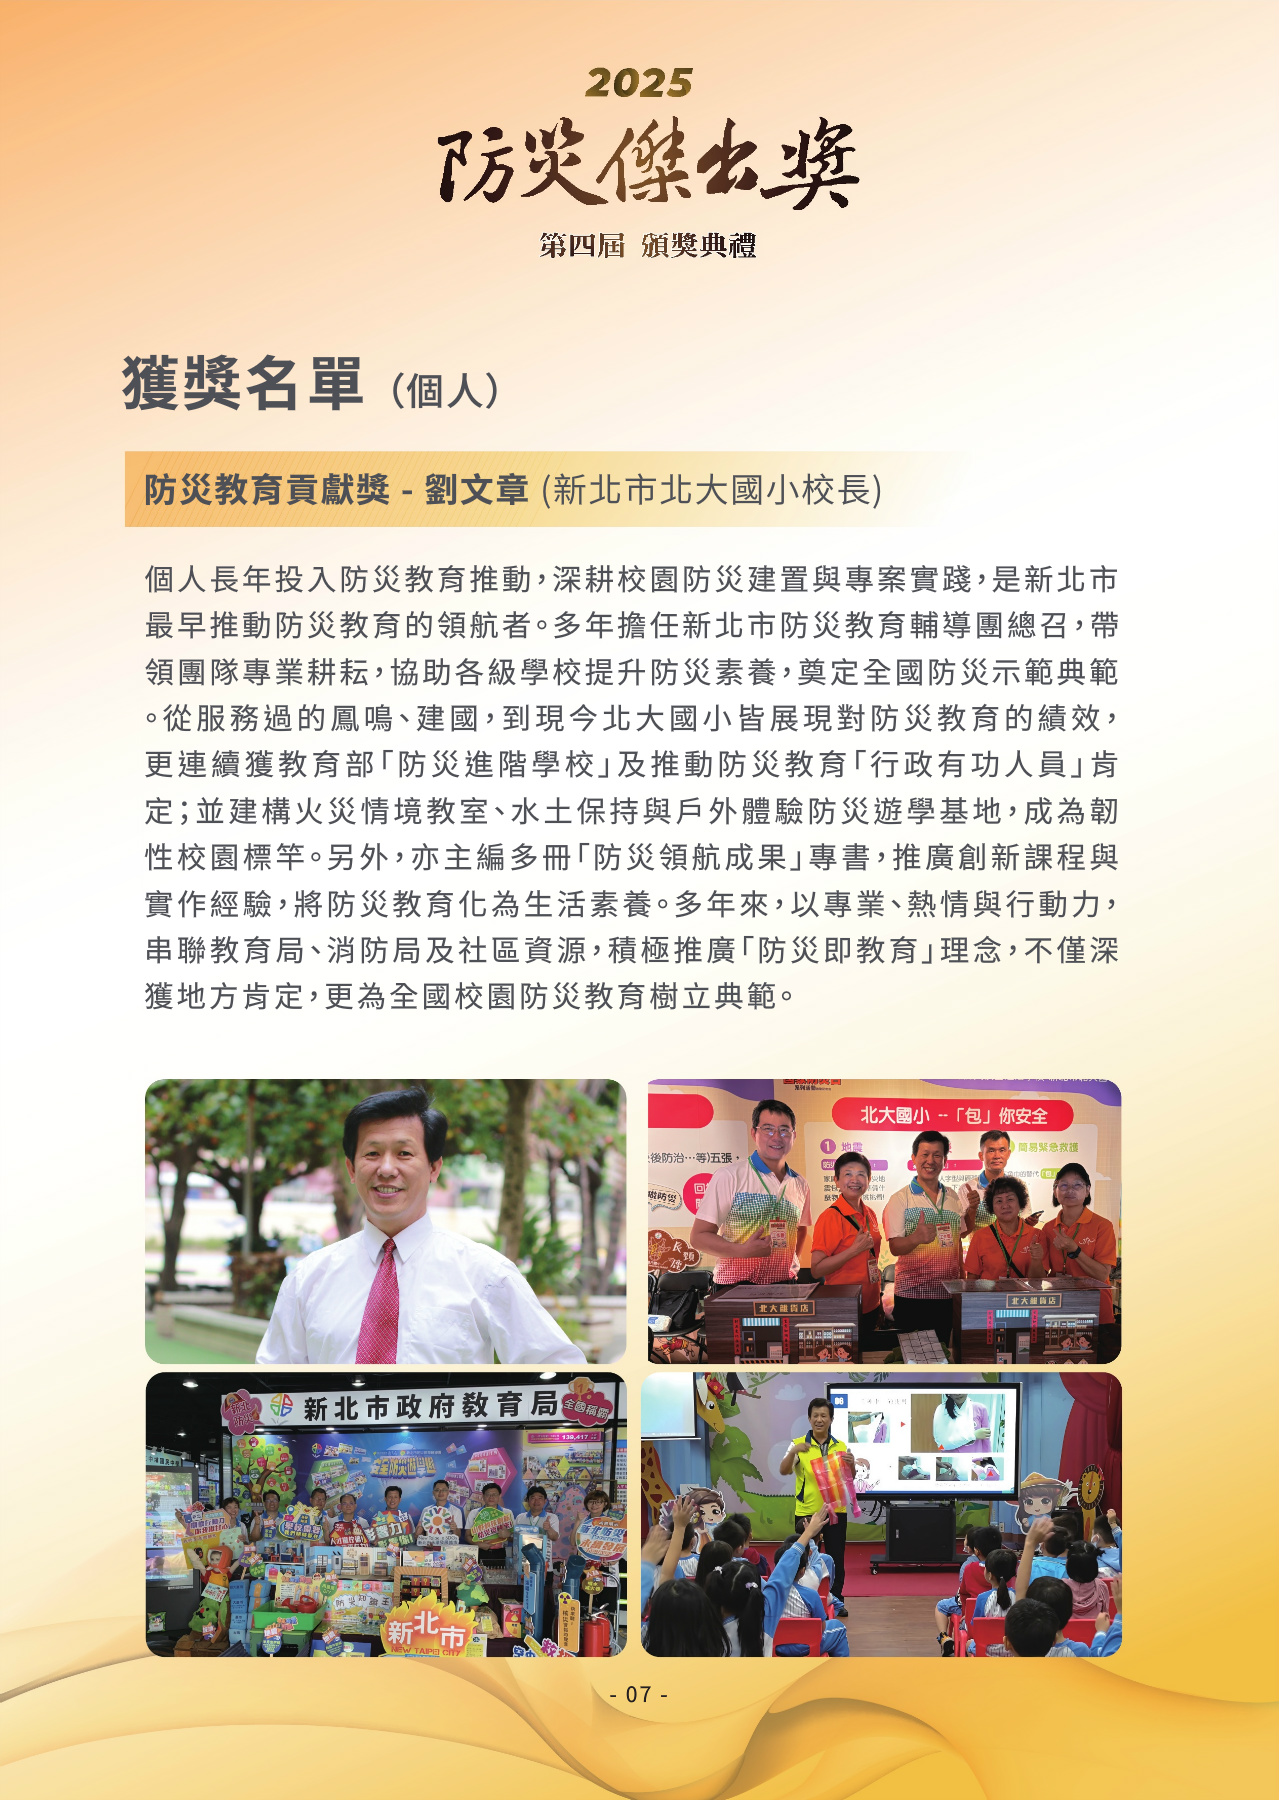 2025
防災傑出獎
第四屆 頒獎典禮
獲獎名單（個人）
防災教育貢獻獎 - 劉文章 (新北市北大國小校長)
個人長年投入防災教育推動，深耕校園防災建置與專案實踐，是新北市
最早推動防災教育的領航者。多年擔任新北市防災教育輔導團總召，帶
領團隊專業耕耘，協助各級學校提升防災素養，奠定全國防災示範典範
。從服務過的鳳鳴、建國，到現今北大國小皆展現對防災教育的績效，
更連續獲教育部「防災進階學校」及推動防災教育「行政有功人員」肯
定；並建構火災情境教室、水土保持與戶外體驗防災遊學基地，成為韌
性校園標竿。另外，亦主編多冊「防災領航成果」專書，推廣創新課程與
實作經驗，將防災教育化為生活素養。多年來，以專業、熱情與行動力，
串聯教育局、消防局及社區資源，積極推廣「防災即教育」理念，不僅深
獲地方肯定，更為全國校園防災教育樹立典範。
北大國小 --「包」你安全
1 地震
簡易緊急救護
後防治…等)五張，
北大雜貨店
北大雜貨店
新北市政府教育局
全國稱霸
139,417
新北市
NEW TAIPEI CITY
- 07 -